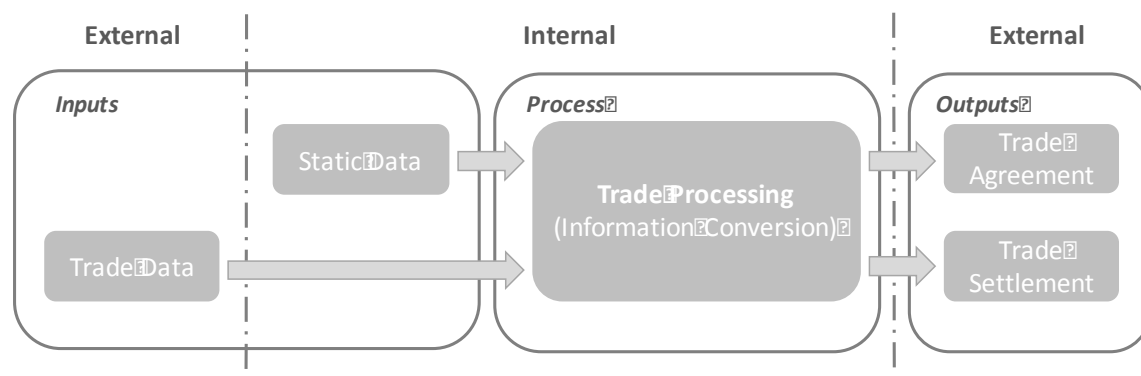 External
Internal
External
Inputs
Process⍰
Outputs⍰
Static⍰Data
Trade⍰
Agreement
Trade⍰Processing
(Information⍰Conversion)⍰
Trade⍰Data
Trade⍰
Settlement